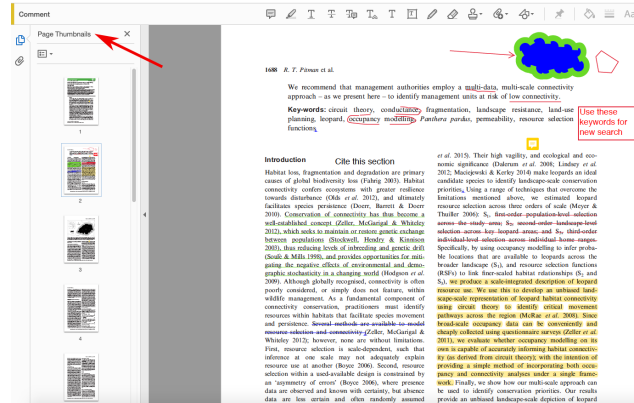 Comment
Page Thumbnails
1
2
3
4
1688 R. T. Pitman et al.
We recommend that management authorities employ a multi-data, multi-scale connectivity
approach – as we present here – to identify management units at risk of low connectivity.
Key-words: circuit theory, conductance, fragmentation, landscape resistance, land-use
planning, leopard, occupancy modelling, Panthera pardus, permeability, resource selection
functions
Use these
keywords for
new search
Introduction
Cite this section
Habitat loss, fragmentation and degradation are primary
causes of global biodiversity loss (Fahrig 2003). Habitat
connectivity confers ecosystems with greater resilience
towards disturbance (Olds et al. 2012), and ultimately
facilitates species persistence (Doerr, Barrett & Doerr
2010). Conservation of connectivity has thus become a
well-established concept (Zeller, McGarigal & Whiteley
2012), which seeks to maintain or restore genetic exchange
between populations (Stockwell, Hendry & Kinnison
2003), thus reducing levels of inbreeding and genetic drift
(Soulé & Mills 1998), and provides opportunities for miti-
gating the negative effects of environmental and demo-
graphic stochasticity in a changing world (Hodgson et al.
2009). Although globally recognised, connectivity is often
poorly considered, or simply does not feature, within
wildlife management. As a fundamental component of
connectivity conservation, practitioners must identify
resources within habitats that facilitate species movement
and persistence. Several methods are available to model
resource selection and connectivity (Zeller, McGarigal &
Whiteley 2012); however, none are without limitations.
First, resource selection is scale-dependent, such that
inference at one scale may not adequately explain
resource use at another (Boyce 2006). Second, resource
selection within a used-available design is constrained by
an ‘asymmetry of errors’ (Boyce 2006), where presence
data are observed and known with certainty, but absence
data are less certain and often randomly assumed
et al. 2015). Their high vagility, and ecological and eco-
nomic significance (Dalerum et al. 2008; Lindsey et al.
2012; Maciejewski & Kerley 2014) make leopards an ideal
candidate species to identify landscape-scale conservation
priorities. Using a range of techniques that overcome the
limitations mentioned above, we estimated leopard
resource selection across three orders of scale (Meyer &
Thuiller 2006): S1, first-order population-level selection
across the study area; S2, second-order landscape-level
selection across key leopard areas; and S3, third-order
individual-level selection across individual home ranges.
Specifically, by using occupancy modelling to infer proba-
ble locations that are available to leopards across the
broader landscape (S1), and resource selection functions
(RSFs) to link finer-scaled habitat relationships (S2 and
S3), we produce a scale-integrated description of leopard
resource use. We use this to develop an unbiased land-
scape-scale representation of leopard habitat connectivity
using circuit theory to identify critical movement
pathways across the region (McRae et al. 2008). Since
broad-scale occupancy data can be conveniently and
cheaply collected using questionnaire surveys (Zeller et al.
2011), we evaluate whether occupancy modelling on its
own is capable of accurately informing habitat connectiv-
ity (as derived from circuit theory); with the intention of
providing a simple method of incorporating both occu-
pancy and connectivity analyses under a single frame-
work. Finally, we show how our multi-scale approach can
be used to identify conservation priorities. Our results
provide an unbiased landscape-scale depiction of leopard